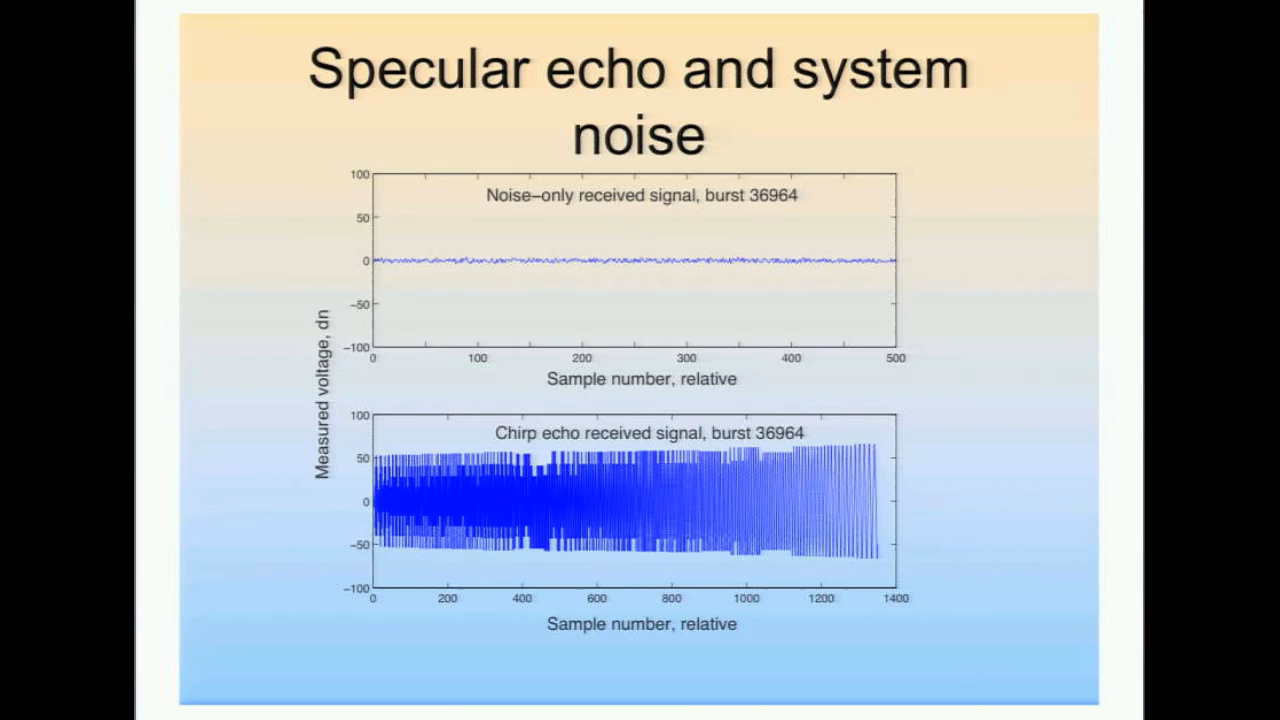 Specular echo and system
noise
Noise–only received signal, burst 36964
100
50
0
−50
−100
0 100 200 300 400 500
Sample number, relative
Measured voltage, dn
Chirp echo received signal, burst 36964
100
50
0
−50
−100
0 200 400 600 800 1000 1200 1400
Sample number, relative